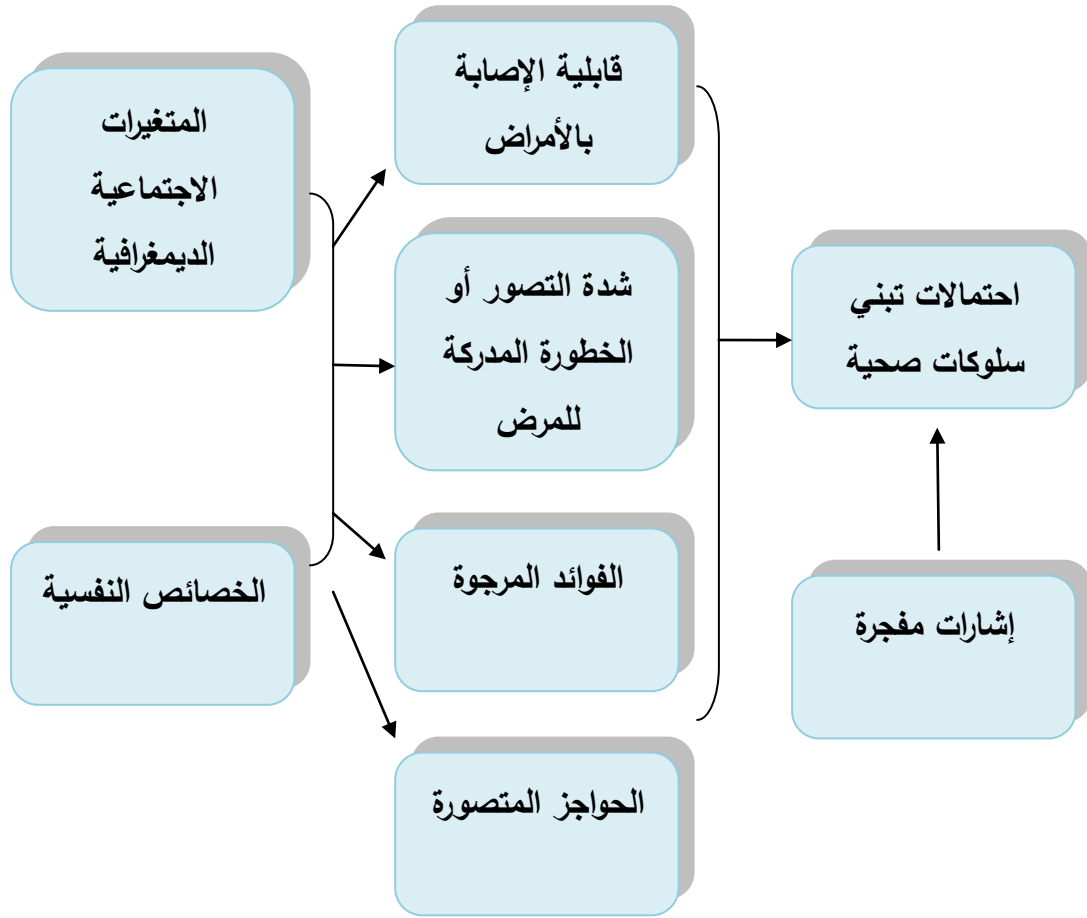 المتغيرات
الاجتماعية
الديمغرافية
الخصائص النفسية
قابلية الإصابة
بالأمراض
شدة التصور أو
الخطورة المدركة
للمرض
الفوائد المرجوة
الحواجز المتصورة
احتمالات تبني
سلوكات صحية
إشارات مفجرة